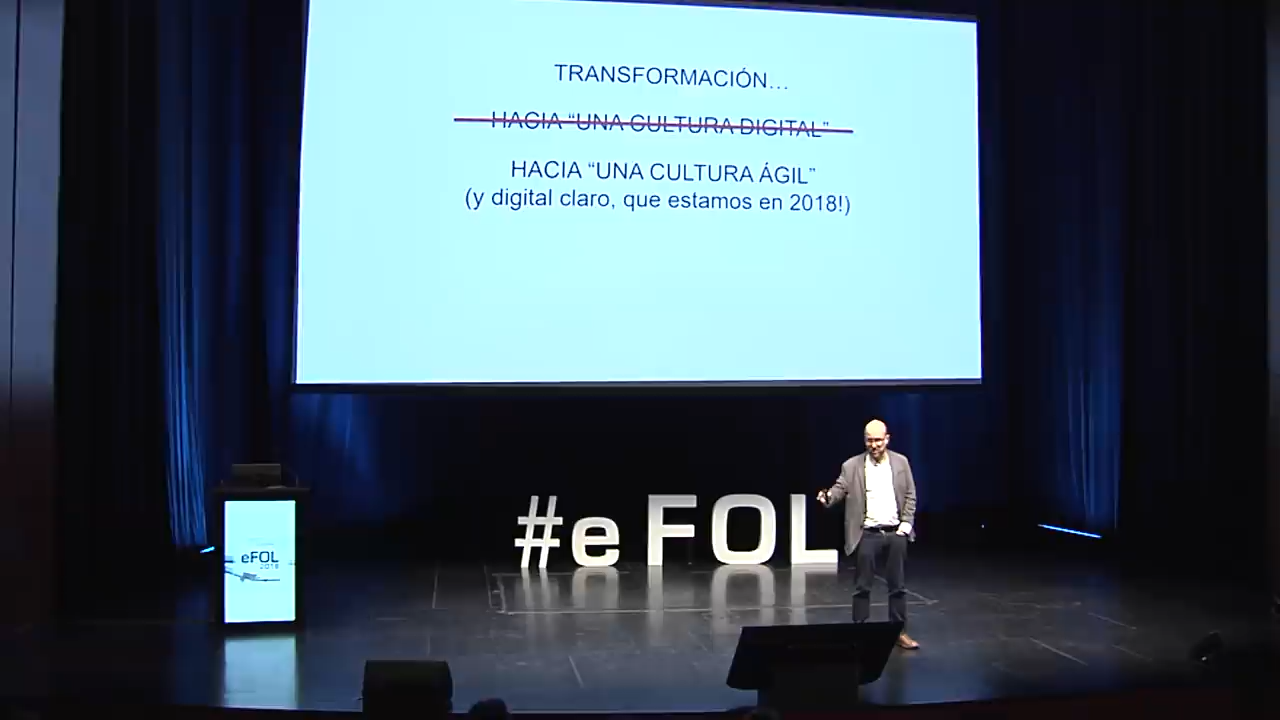 TRANSFORMACIÓN...
HACIA “UNA CULTURA DIGITAL”
HACIA “UNA CULTURA ÁGIL”
(y digital claro, que estamos en 2018!)
#eFOL
eFOL
2018